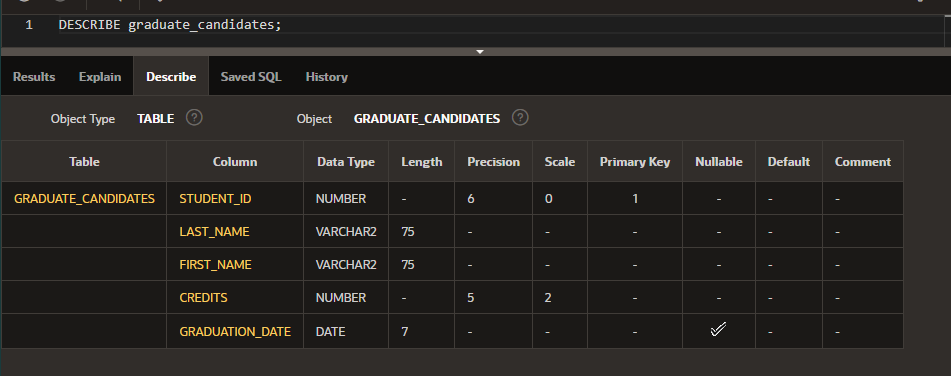 1 DESCRIBE graduate_candidates;
Results Explain Describe Saved SQL History
Object Type TABLE ? Object GRADUATE_CANDIDATES ?
Table Column Data Type Length Precision Scale Primary Key Nullable Default Comment
GRADUATE_CANDIDATES STUDENT_ID NUMBER - 6 0 1 - - -
LAST_NAME VARCHAR2 75 - - - - - -
FIRST_NAME VARCHAR2 75 - - - - - -
CREDITS NUMBER - 5 2 - - - -
GRADUATION_DATE DATE 7 - - - ✓ - -